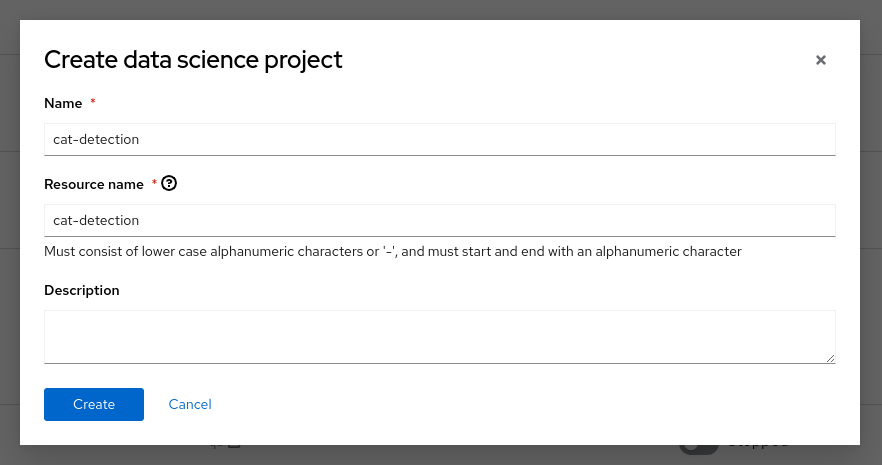 Create data science project
Name *
cat-detection
Resource name *
cat-detection
Must consist of lower case alphanumeric characters or '-', and must start and end with an alphanumeric character
Description
Create Cancel
Stopped